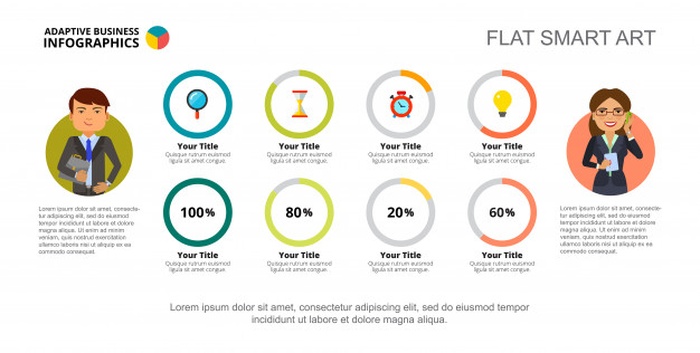 ADAPTIVE BUSINESS
INFOGRAPHICS
FLAT SMART ART
Your Title
Quisque rutrum euismod
ligula sit amet congue.
Your Title
Quisque rutrum euismod
ligula sit amet congue.
Your Title
Quisque rutrum euismod
ligula sit amet congue.
Your Title
Quisque rutrum euismod
ligula sit amet congue.
Lorem ipsum dolor sit amet, consecte-
tur adipiscing, sed do eiusmod
tempor incididunt ut labore et dolore
magna aliqua. Ut enim ad minim
veniam, quis nostrud exercitation
ullamco laboris nisi ut aliquip ex ea
commodo consequat.
100%
80%
20%
60%
Your Title
Quisque rutrum euismod
ligula sit amet congue.
Your Title
Quisque rutrum euismod
ligula sit amet congue.
Your Title
Quisque rutrum euismod
ligula sit amet congue.
Your Title
Quisque rutrum euismod
ligula sit amet congue.
Lorem ipsum dolor sit amet, consecte-
tur adipiscing, sed do eiusmod
tempor incididunt ut labore et dolore
magna aliqua. Ut enim ad minim
veniam, quis nostrud exercitation
ullamco laboris nisi ut aliquip ex ea
commodo consequat.
Lorem ipsum dolor sit amet, consectetur adipiscing elit, sed do eiusmod tempor
incididunt ut labore et dolore magna aliqua.